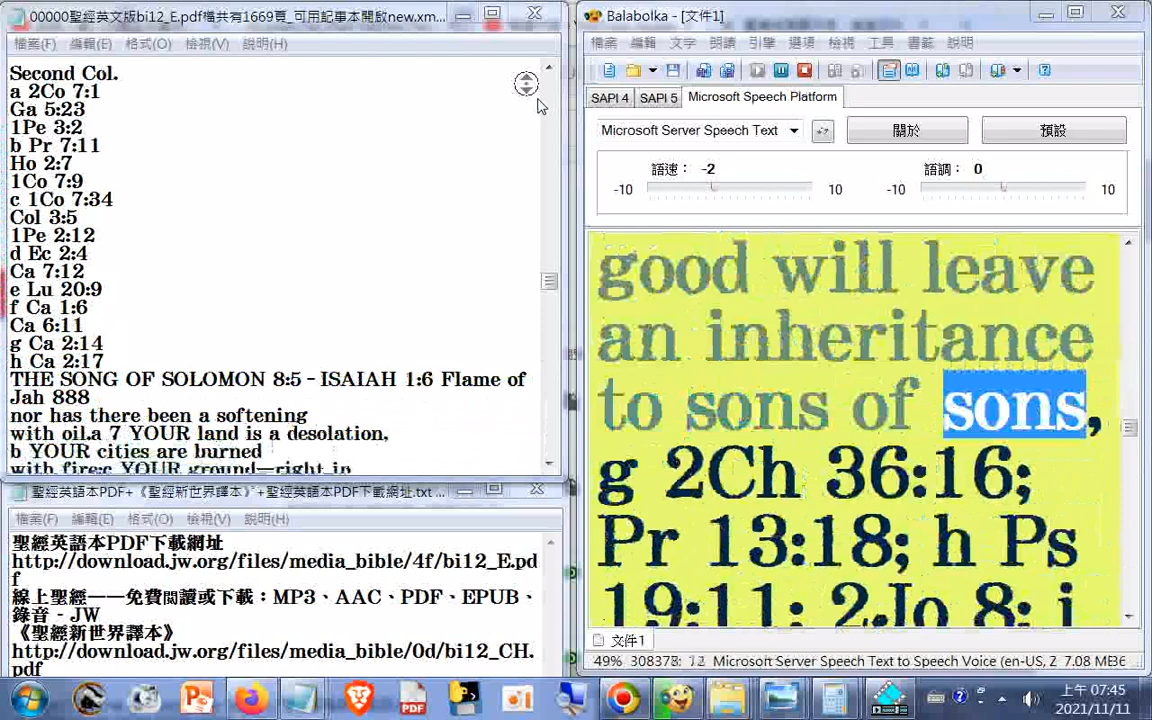 00000聖經英文版bi12_E.pdf檔共有1669頁_可用記事本開啟new.xm...
檔案(F) 編輯(E) 格式(O) 檢視(V) 說明(H)
Second Col.
a 2Co 7:1
Ga 5:23
1Pe 3:2
b Pr 7:11
Ho 2:7
1Co 7:9
c 1Co 7:34
Col 3:5
1Pe 2:12
d Ec 2:4
Ca 7:12
e Lu 20:9
f Ca 1:6
Ca 6:11
g Ca 2:14
h Ca 2:17
THE SONG OF SOLOMON 8:5–ISAIAH 1:6 Flame of
Jah 888
nor has there been a softening
with oil.a 7 YOUR land is a desolation,
b YOUR cities are burned
with fire;c YOUR ground—right in
聖經英語本PDF+《聖經新世界譯本》+聖經英語本PDF下載網址.txt ...
檔案(F) 編輯(E) 格式(O) 檢視(V) 說明(H)
聖經英語本PDF下載網址
http://download.jw.org/files/media_bible/4f/bi12_E.pd
f
線上聖經——免費閱讀或下載：MP3、AAC、PDF、EPUB、
錄音 - JW
《聖經新世界譯本》
http://download.jw.org/files/media_bible/0d/bi12_CH.
pdf
Balabolka - [文件1]
檔案 編輯 文字 朗讀 引擎 選項 檢視 工具 書籤 說明
SAPI 4 SAPI 5 Microsoft Speech Platform
Microsoft Server Speech Text 關於 預設
語速： -2 語調： 0
-10 10 -10 10
good will leave
an inheritance
to sons of sons,
g 2Ch 36:16;
Pr 13:18; h Ps
19:11; 2Jo 8; i
文件1
49% 308378: 12 Microsoft Server Speech Text to Speech Voice (en-US, Z 7.08 MB
上午 07:45
2021/11/11